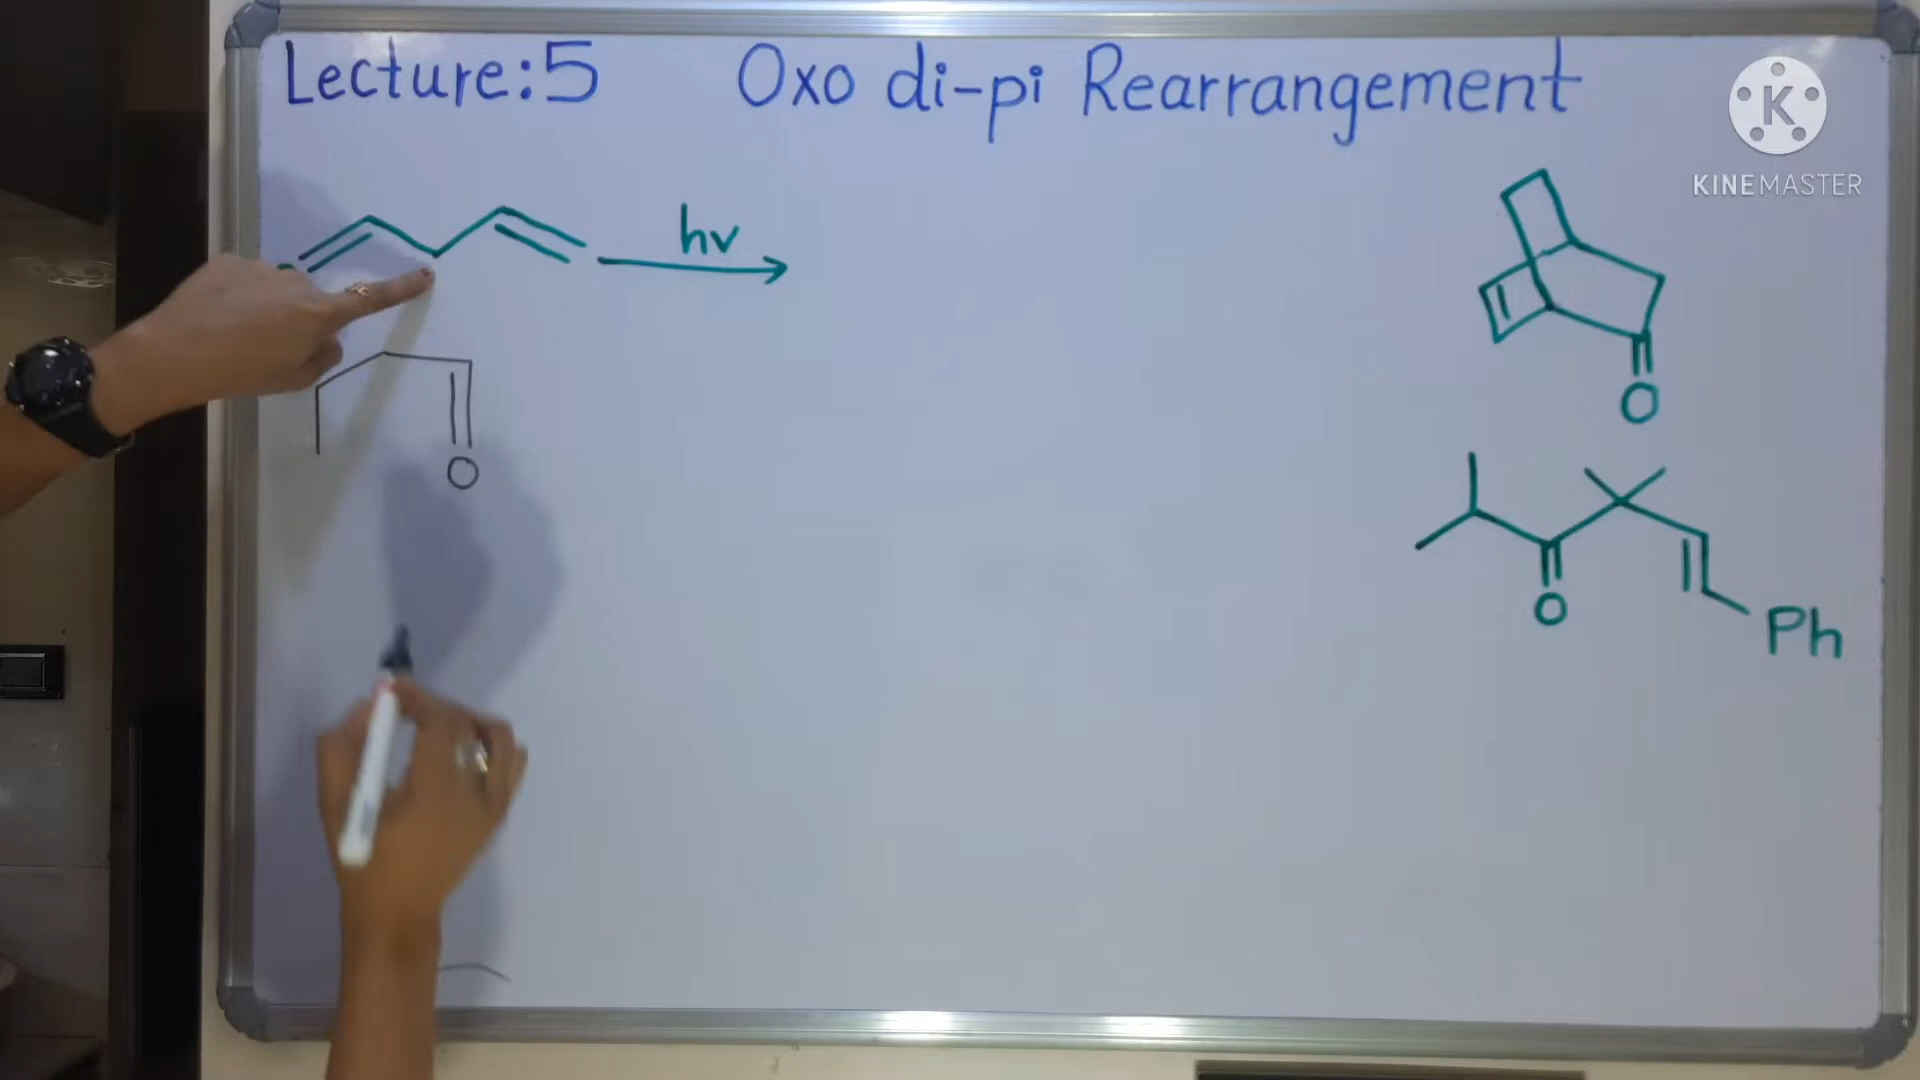 Lecture:5 Oxo di-pi Rearrangement
K
KINEMASTER
hν
O
O
O
Ph